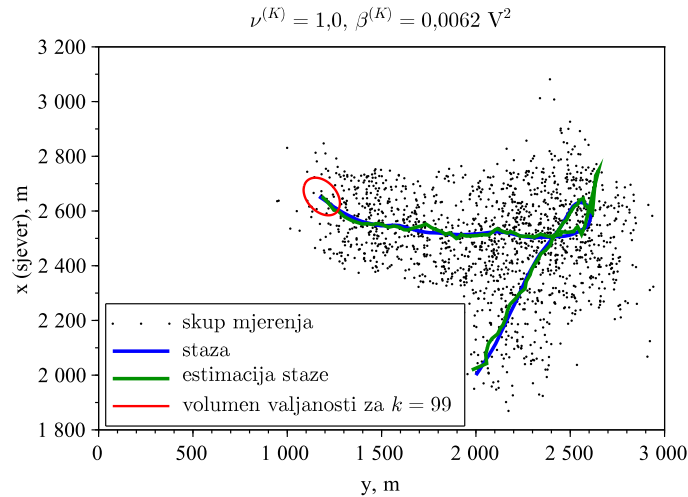 ν^(K) = 1,0, β^(K) = 0,0062 V²
3 200
3 000
2 800
2 600
2 400
2 200
2 000
1 800
x (sjever), m
skup mjerenja
staza
estimacija staze
volumen valjanosti za k = 99
0 500 1 000 1 500 2 000 2 500 3 000
y, m